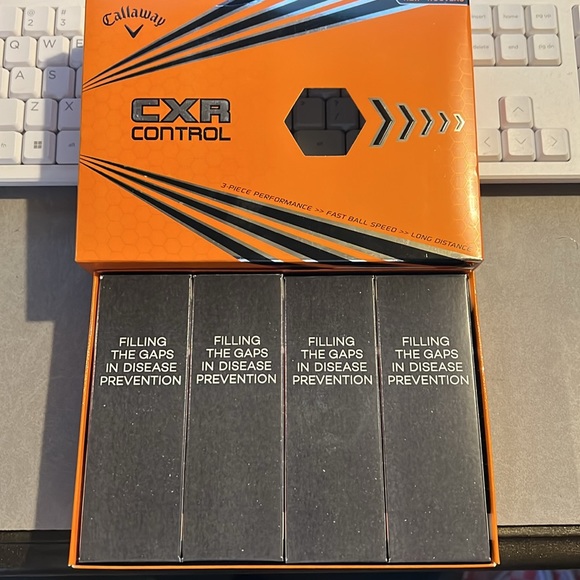 Callaway
CXR
CONTROL
3-PIECE PERFORMANCE >> FAST BALL SPEED >> LONG DISTANCE
FILLING
THE GAPS
IN DISEASE
PREVENTION
FILLING
THE GAPS
IN DISEASE
PREVENTION
FILLING
THE GAPS
IN DISEASE
PREVENTION
FILLING
THE GAPS
IN DISEASE
PREVENTION